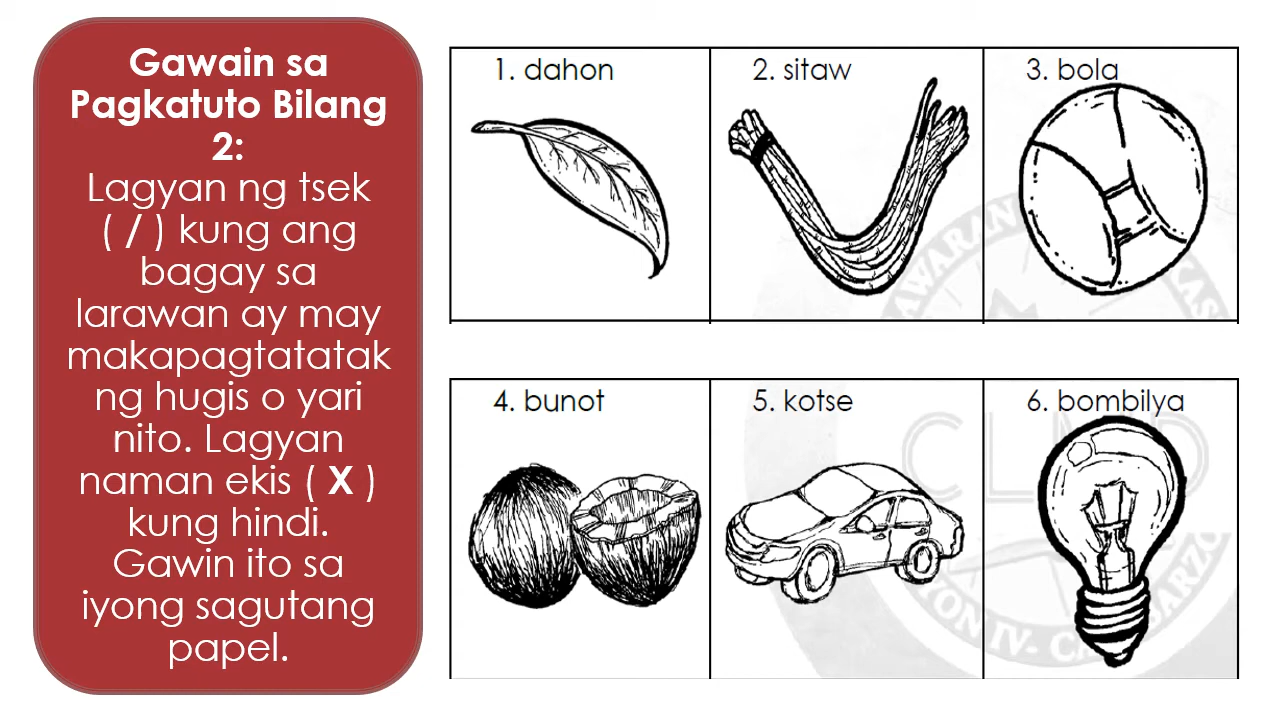 Gawain sa
Pagkatuto Bilang
2:
Lagyan ng tsek
( / ) kung ang
bagay sa
larawan ay may
makapagtatatak
ng hugis o yari
nito. Lagyan
naman ekis ( X )
kung hindi.
Gawin ito sa
iyong sagutang
papel.
1. dahon
2. sitaw
3. bola
4. bunot
5. kotse
6. bombilya
CLMD